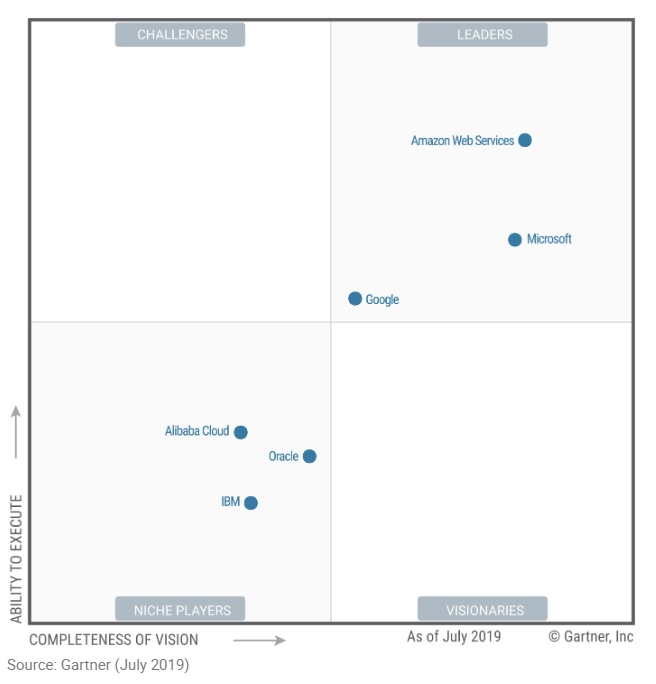 CHALLENGERS
LEADERS
Amazon Web Services
Microsoft
Google
Alibaba Cloud
Oracle
IBM
ABILITY TO EXECUTE
NICHE PLAYERS
VISIONARIES
COMPLETENESS OF VISION
As of July 2019
© Gartner, Inc
Source: Gartner (July 2019)